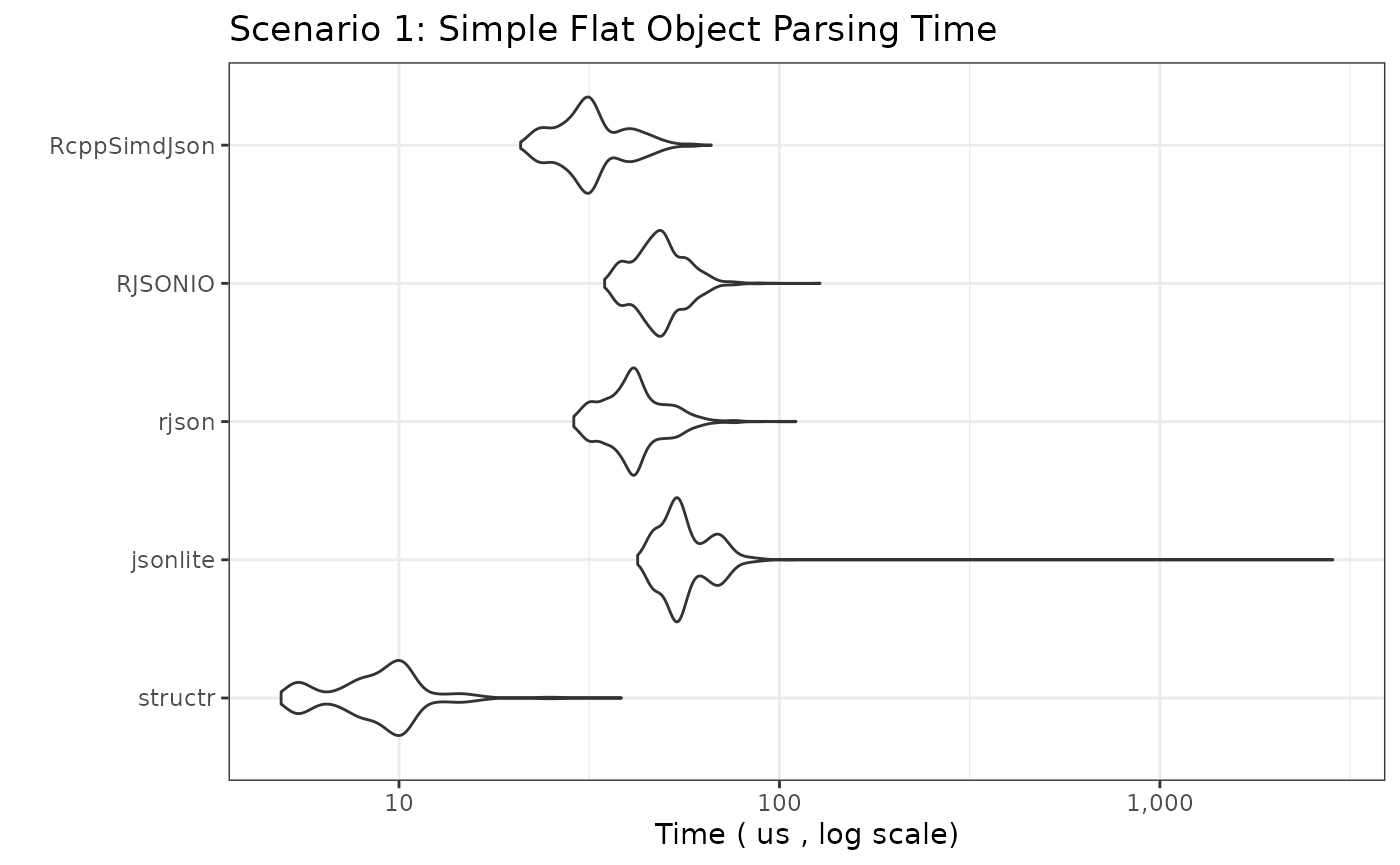 Scenario 1: Simple Flat Object Parsing Time
RcppSimdJson
RJSONIO
rjson
jsonlite
structr
10
100
1,000
Time ( us , log scale)